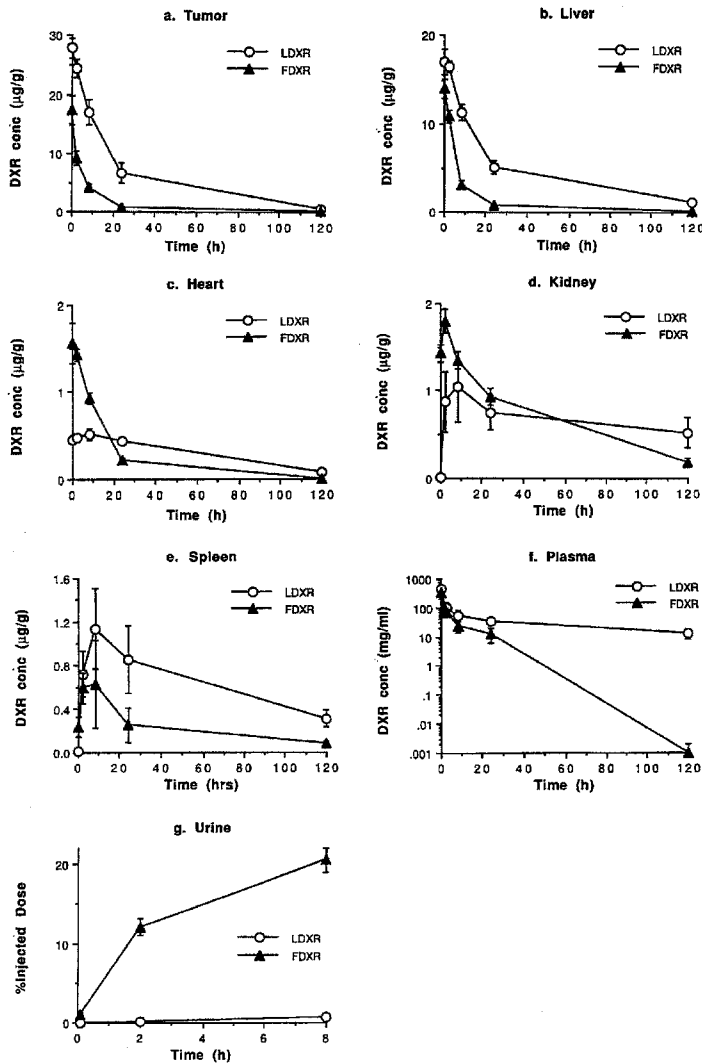 a. Tumor
30
20
10
0
0 20 40 60 80 100 120
DXR conc (µg/g)
Time (h)
LDXR
FDXR
b. Liver
20
10
0
0 20 40 60 80 100 120
DXR conc (µg/g)
Time (h)
LDXR
FDXR
c. Heart
2
1
0
0 20 40 60 80 100 120
DXR conc (µg/g)
Time (h)
LDXR
FDXR
d. Kidney
2
1
0
0 20 40 60 80 100 120
DXR conc (µg/g)
Time (h)
LDXR
FDXR
e. Spleen
1.6
1.2
0.8
0.4
0.0
0 20 40 60 80 100 120
DXR conc (µg/g)
Time (hrs)
LDXR
FDXR
f. Plasma
1000
100
10
1
.1
.01
.001
0 20 40 60 80 100 120
DXR conc (mg/ml)
Time (h)
LDXR
FDXR
g. Urine
20
10
0
0 2 4 6 8
%Injected Dose
Time (h)
LDXR
FDXR